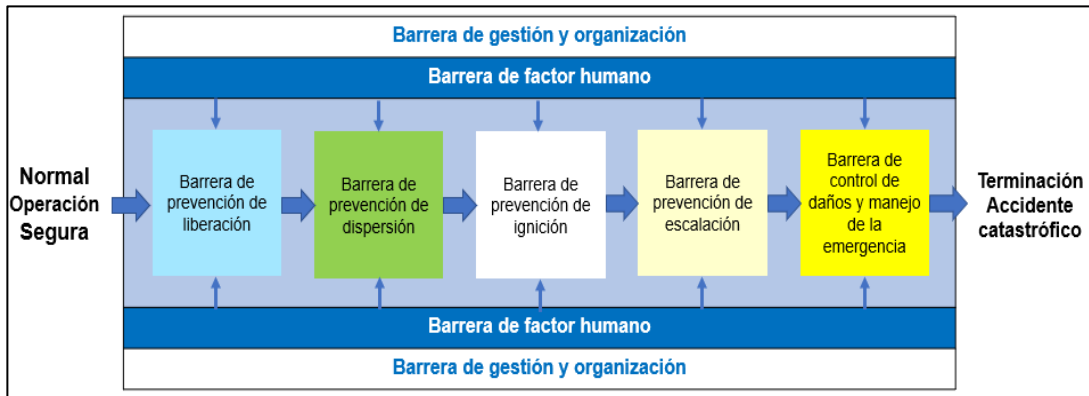 Barrera de gestión y organización
Barrera de factor humano
Normal
Operación
Segura
Barrera de
prevención de
liberación
Barrera de
prevención de
dispersión
Barrera de
prevención de
ignición
Barrera de
prevención de
escalación
Barrera de
control de
daños y manejo
de la
emergencia
Terminación
Accidente
catastrófico
Barrera de factor humano
Barrera de gestión y organización